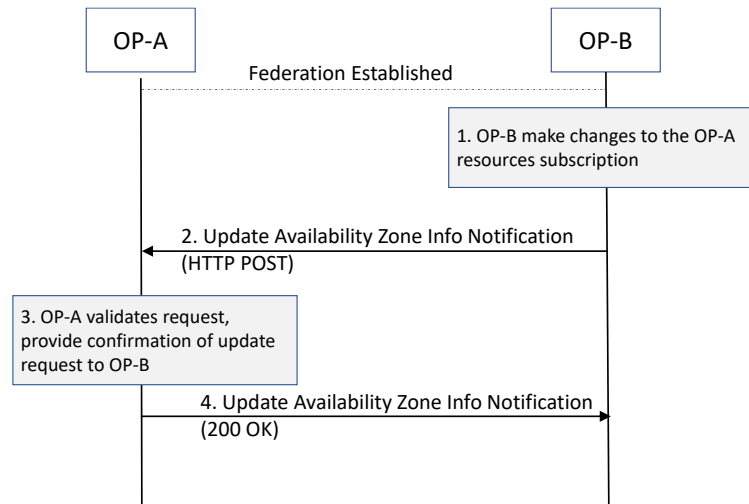 OP-A
OP-B
Federation Established
1. OP-B make changes to the OP-A
resources subscription
2. Update Availability Zone Info Notification
(HTTP POST)
3. OP-A validates request,
provide confirmation of update
request to OP-B
4. Update Availability Zone Info Notification
(200 OK)